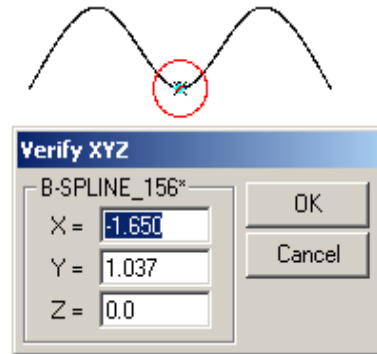 Verify XYZ
B-SPLINE_156*
X = -1.650
Y = 1.037
Z = 0.0
OK
Cancel